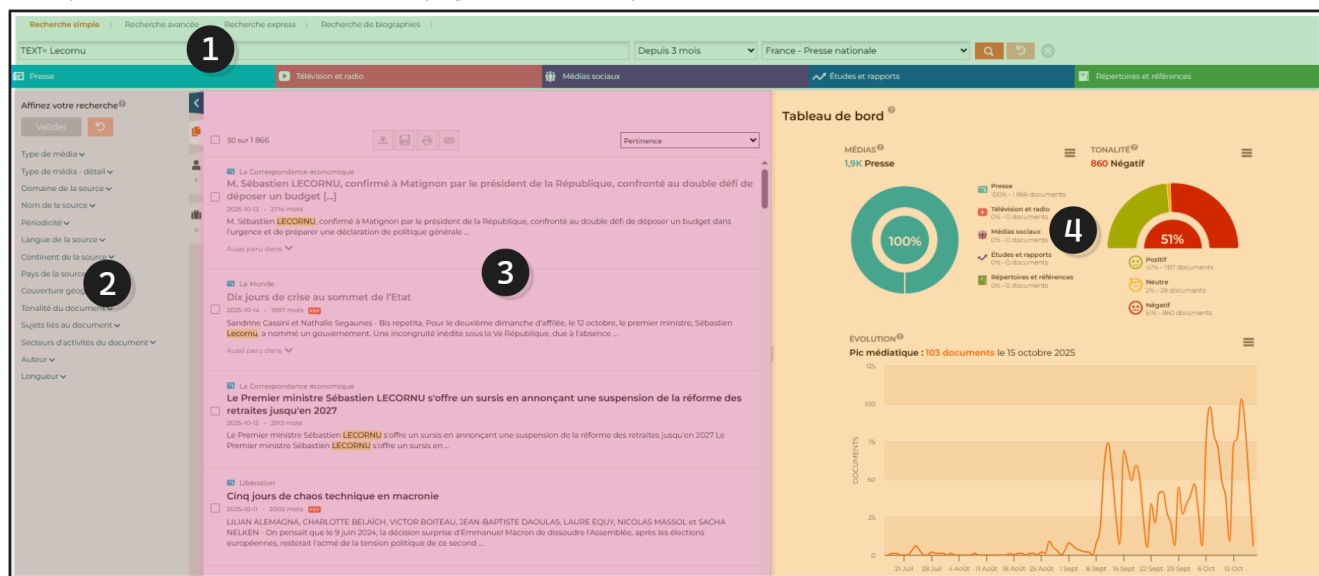 Recherche simple | Recherche avancée | Recherche express | Recherche de biographies |
1
TEXT= Lecornu
Depuis 3 mois
France - Presse nationale
Presse
Télévision et radio
Médias sociaux
Études et rapports
Répertoires et références
Affinez votre recherche
Valider
Type de média
Type de média - détail
Domaine de la source
Nom de la source
Périodicité
Langue de la source
Continent de la source
Pays de la source
Couverture géog
Tonalité du document
Sujets liés au document
Secteurs d'activités du document
Auteur
Longueur
2
50 sur 1 866
Pertinence
La Correspondance économique
M. Sébastien LECORNU, confirmé à Matignon par le président de la République, confronté au double défi de
déposer un budget [...]
2025-10-13 - 2714 mots
M. Sébastien LECORNU, confirmé à Matignon par le président de la République, confronté au double défi de déposer un budget dans
l'urgence et de préparer une déclaration de politique générale ...
Aussi paru dans
3
Le Monde
Dix jours de crise au sommet de l'Etat
2025-10-14 - 1987 mots PDF
Sandrine Cassini et Nathalie Segaunes - Bis repetita. Pour le deuxième dimanche d'affilée, le 12 octobre, le premier ministre, Sébastien
Lecornu, a nommé un gouvernement. Une incongruité inédite sous la Ve République, due à l'absence ...
Aussi paru dans
La Correspondance économique
Le Premier ministre Sébastien LECORNU s'offre un sursis en annonçant une suspension de la réforme des
retraites jusqu'en 2027
2025-10-15 - 2913 mots
Le Premier ministre Sébastien LECORNU s'offre un sursis en annonçant une suspension de la réforme des retraites jusqu'en 2027 Le
Premier ministre Sébastien LECORNU s'offre un sursis en ...
Libération
Cinq jours de chaos technique en macronie
2025-10-11 - 2003 mots PDF
LILIAN ALEMAGNA, CHARLOTTE BELAÏCH, VICTOR BOITEAU, JEAN-BAPTISTE DAOULAS, LAURE EQUY, NICOLAS MASSOL et SACHA
NELKEN - On pensait que le 9 juin 2024, la décision surprise d'Emmanuel Macron de dissoudre l'Assemblée, après les élections
européennes, resterait l'acmé de la tension politique de ce second ...
Tableau de bord
MÉDIAS
1,9K Presse
100%
Presse
100% - 1 866 documents
Télévision et radio
0% - 0 documents
Médias sociaux
0% - 0 documents
Études et rapports
0% - 0 documents
Répertoires et références
0% - 0 documents
4
TONALITÉ
860 Négatif
51%
Positif
47% - 787 documents
Neutre
2% - 28 documents
Négatif
51% - 860 documents
ÉVOLUTION
Pic médiatique : 103 documents le 15 octobre 2025
DOCUMENTS
125
100
75
50
25
0
21 Juil 28 Juil 4 Août 11 Août 18 Août 25 Août 1 Sept 8 Sept 15 Sept 22 Sept 29 Sept 6 Oct 13 Oct